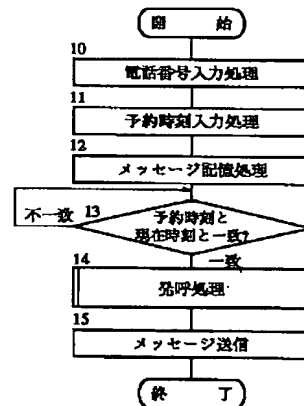 開 始
10
電話番号入力処理
11
予約時刻入力処理
12
メッセージ記憶処理
不一致 13 予約時刻と
現在時刻と一致?
一致
14
発呼処理
15
メッセージ送信
終 了